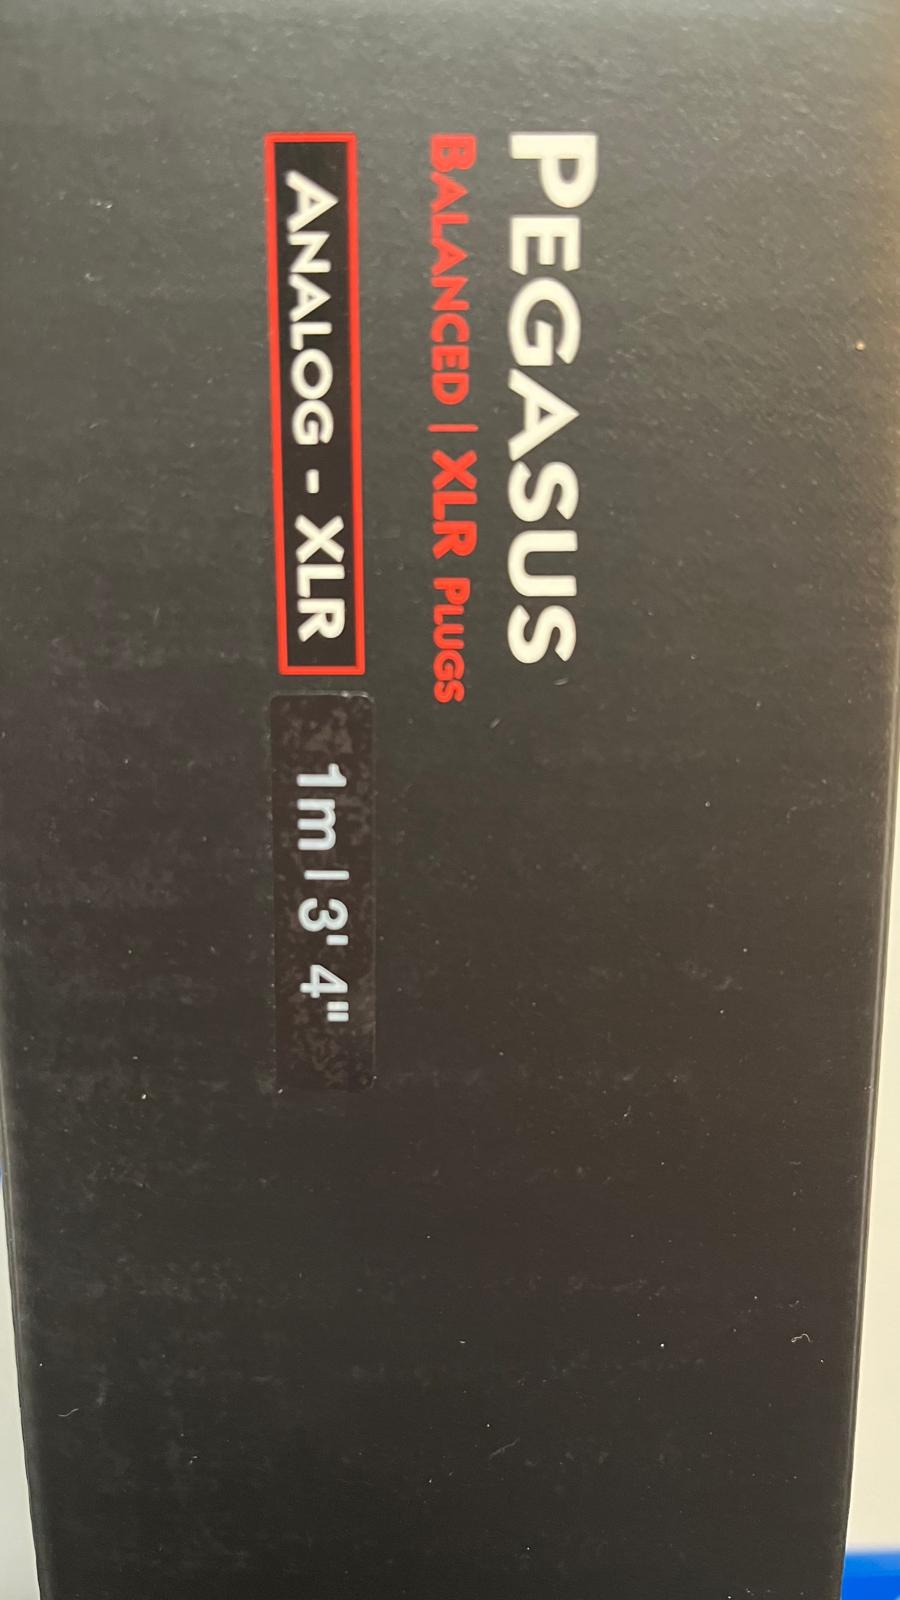 PEGASUS
BALANCED | XLR PLUGS
ANALOG - XLR
1m | 3' 4"